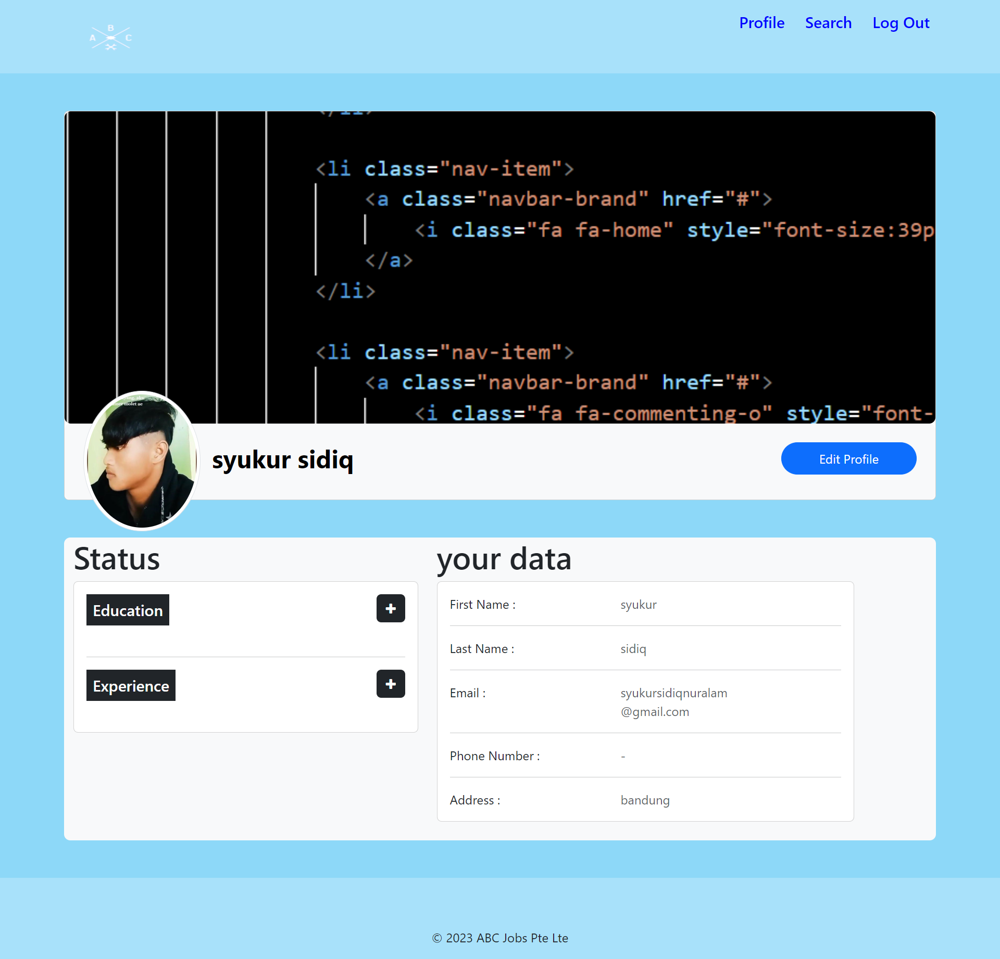 B
A C
Profile Search Log Out
<li class="nav-item">
<a class="navbar-brand" href="#">
<i class="fa fa-home" style="font-size:39p
</a>
</li>
<li class="nav-item">
<a class="navbar-brand" href="#">
<i class="fa fa-commenting-o" style="font-
aku
molet ae
syukur sidiq
Edit Profile
Status
Education
Experience
your data
First Name : syukur
Last Name : sidiq
Email : syukursidiqnuralam
@gmail.com
Phone Number : -
Address : bandung
© 2023 ABC Jobs Pte Lte